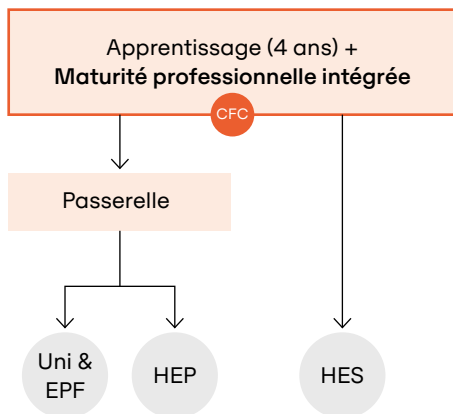 Apprentissage (4 ans) +
Maturité professionnelle intégrée
CFC
Passerelle
Uni &
EPF
HEP
HES